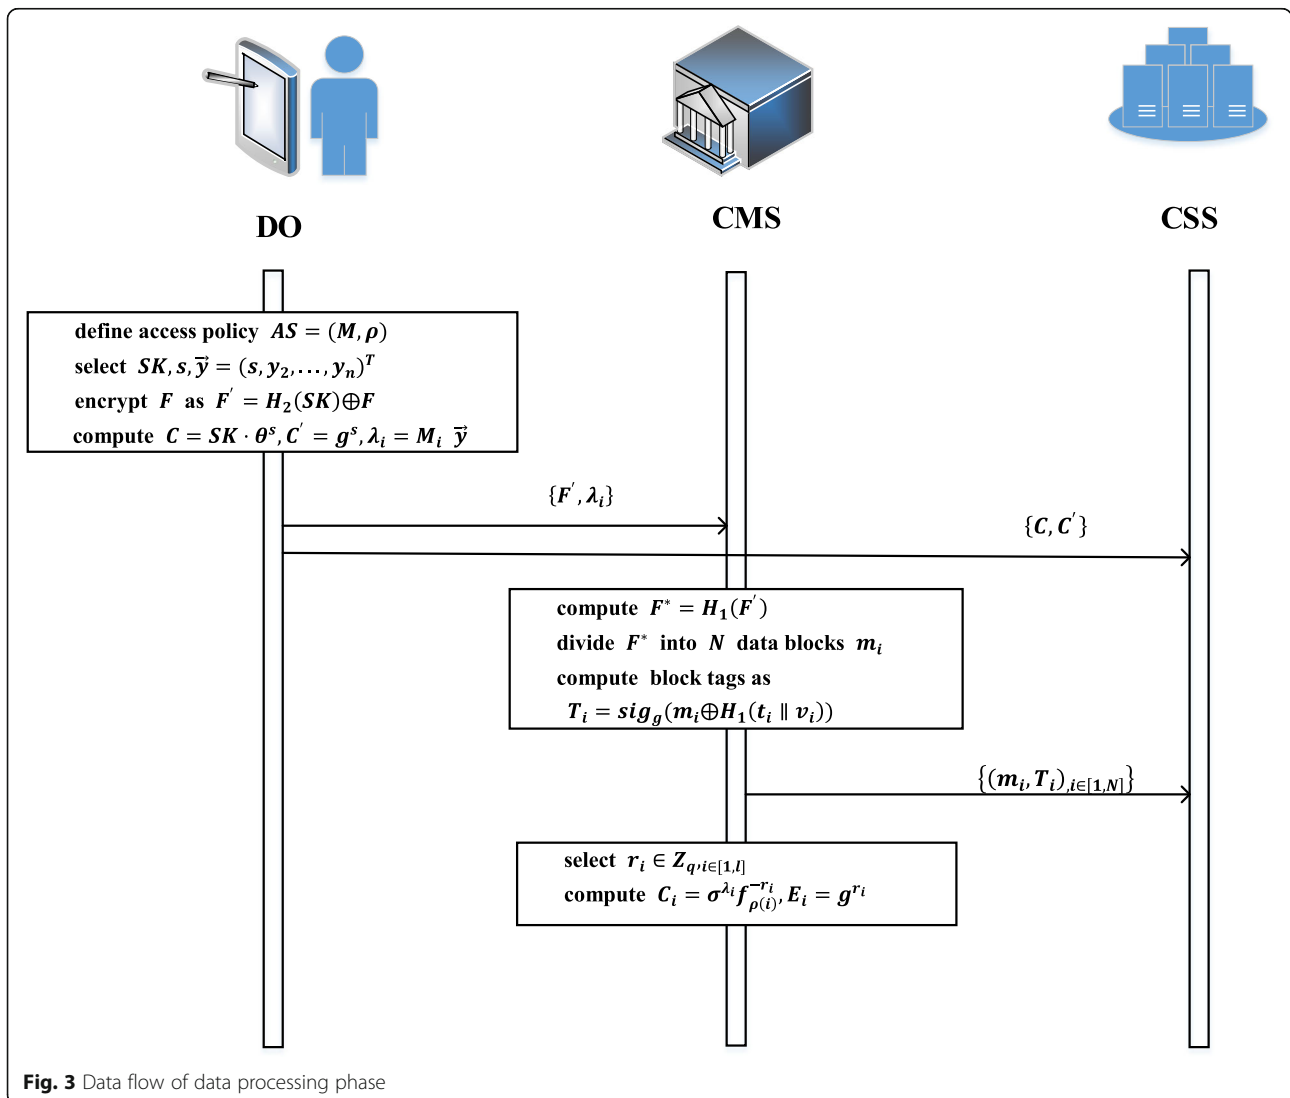 DO
CMS
CSS
define access policy AS = (M, ρ)
select SK, s, y⃗ = (s, y₂, …, yₙ)ᵀ
encrypt F as F′ = H₂(SK)⊕F
compute C = SK · θˢ, C′ = gˢ, λᵢ = Mᵢ y⃗
{F′, λᵢ}
{C, C′}
compute F* = H₁(F′)
divide F* into N data blocks mᵢ
compute block tags as
Tᵢ = sig_g(mᵢ⊕H₁(tᵢ ∥ vᵢ))
{(mᵢ, Tᵢ)_{,i∈[1,N]}}
select rᵢ ∈ Z_{q,i∈[1,l]}
compute Cᵢ = σ^{λᵢ} f_{ρ(i)}^{−rᵢ}, Eᵢ = g^{rᵢ}
Fig. 3 Data flow of data processing phase